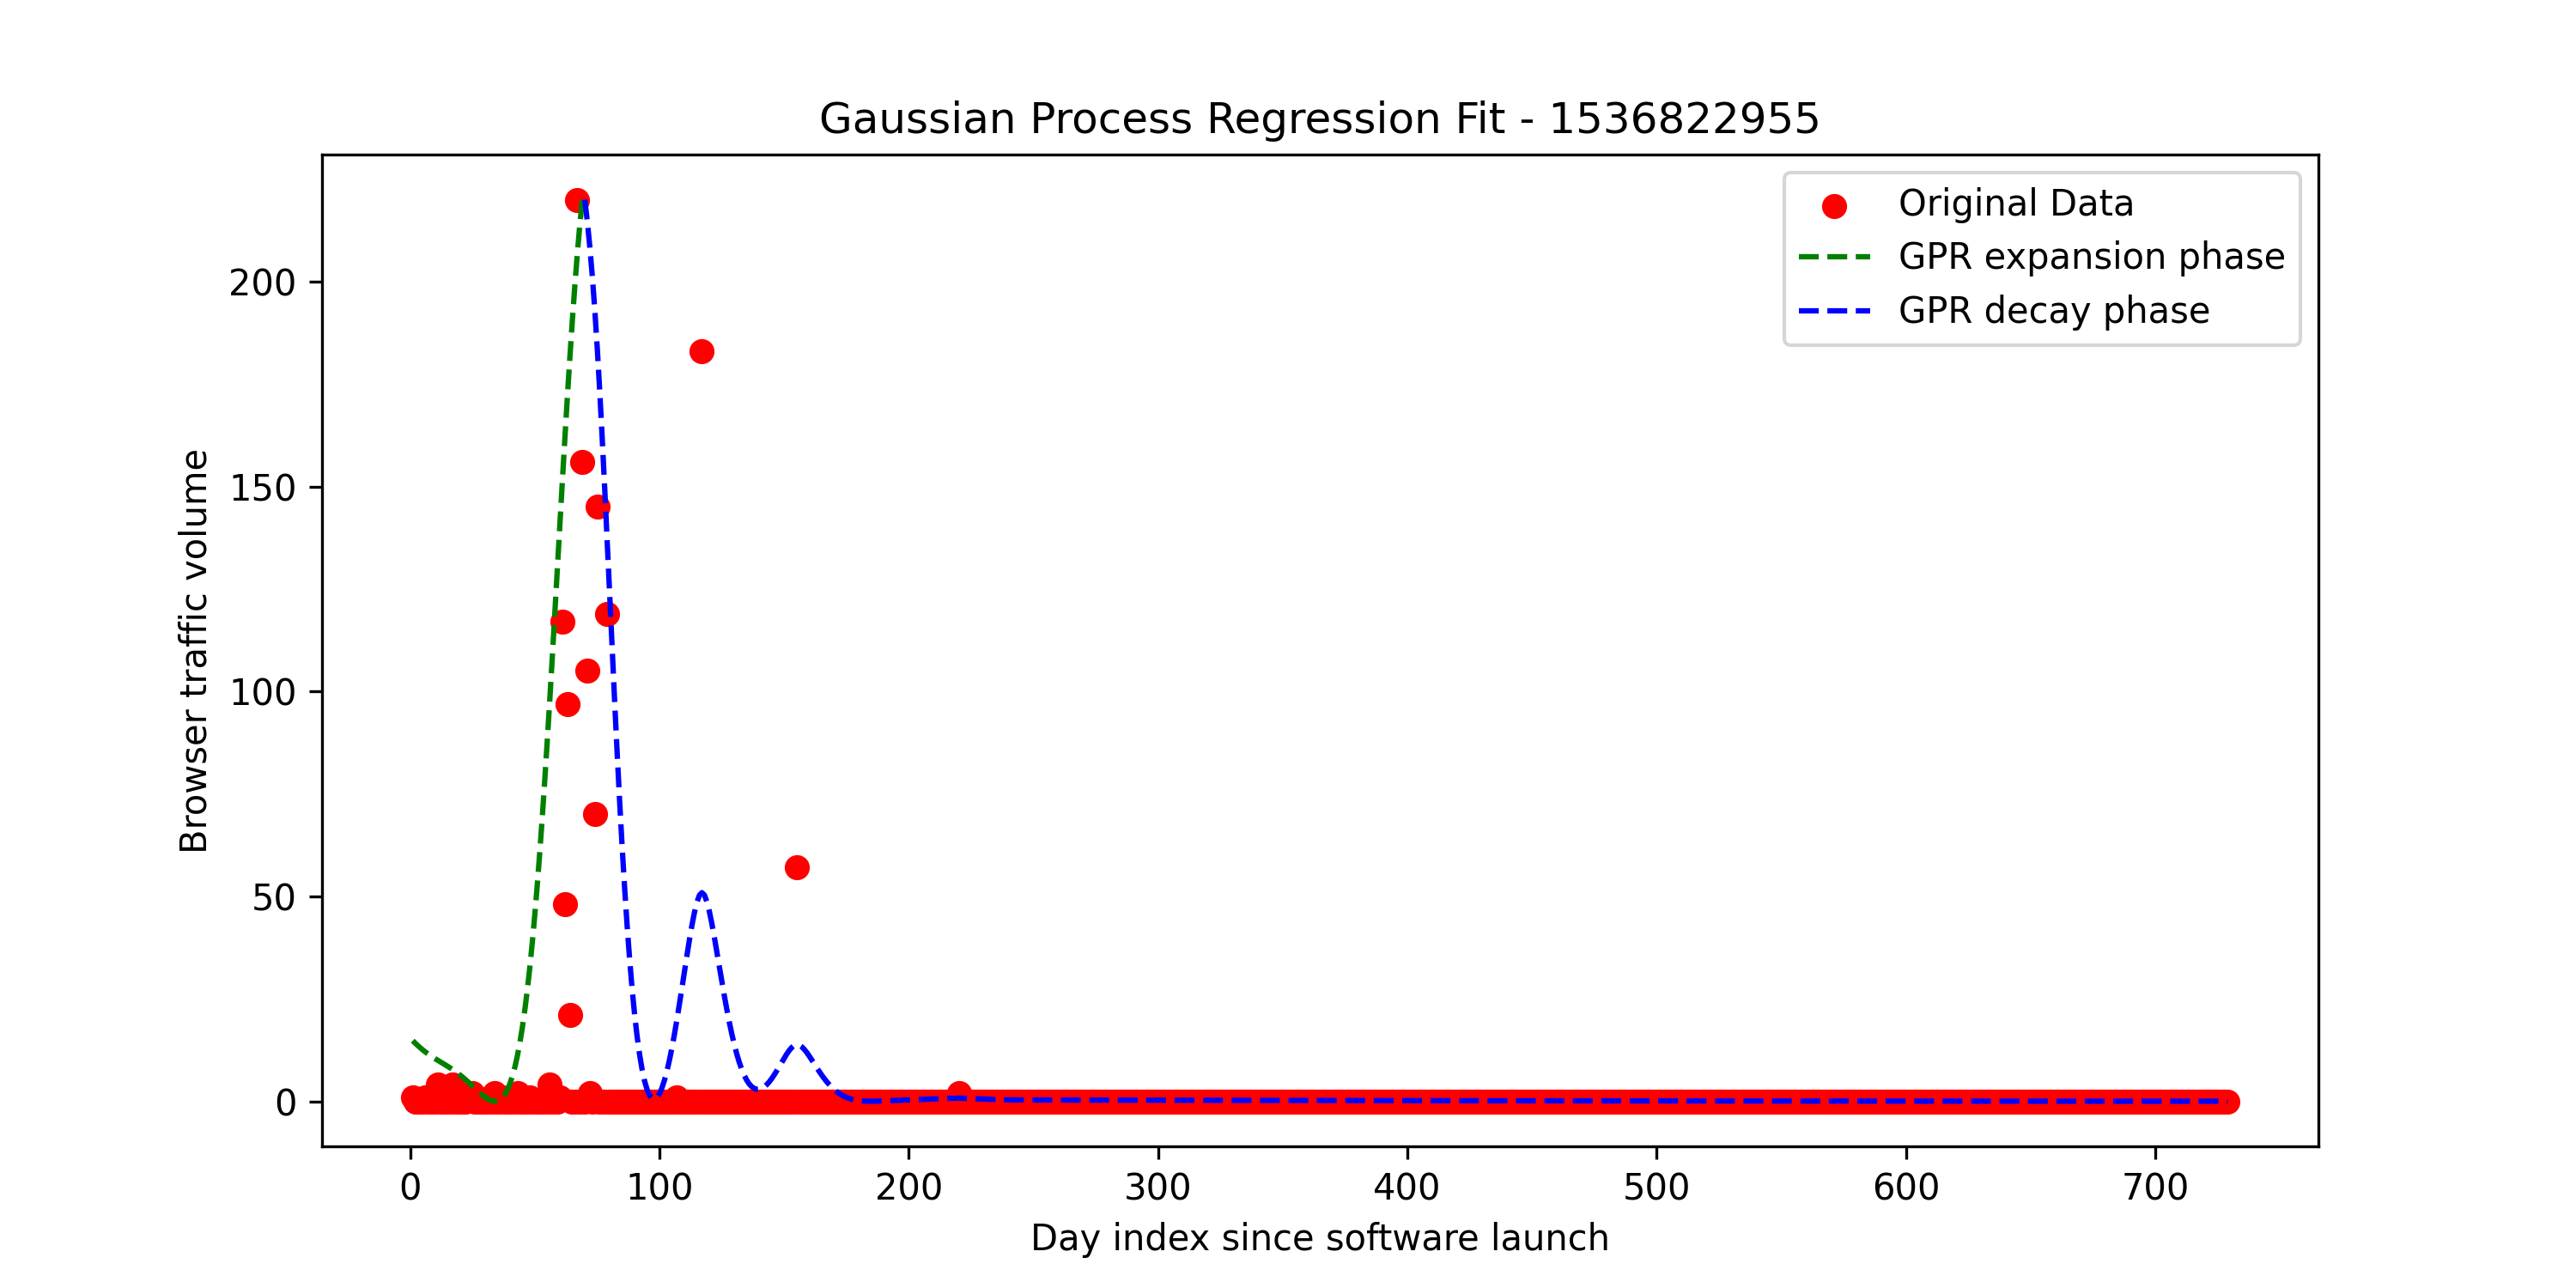 Gaussian Process Regression Fit - 1536822955
Original Data
GPR expansion phase
GPR decay phase
Browser traffic volume
200
150
100
50
0
0 100 200 300 400 500 600 700
Day index since software launch